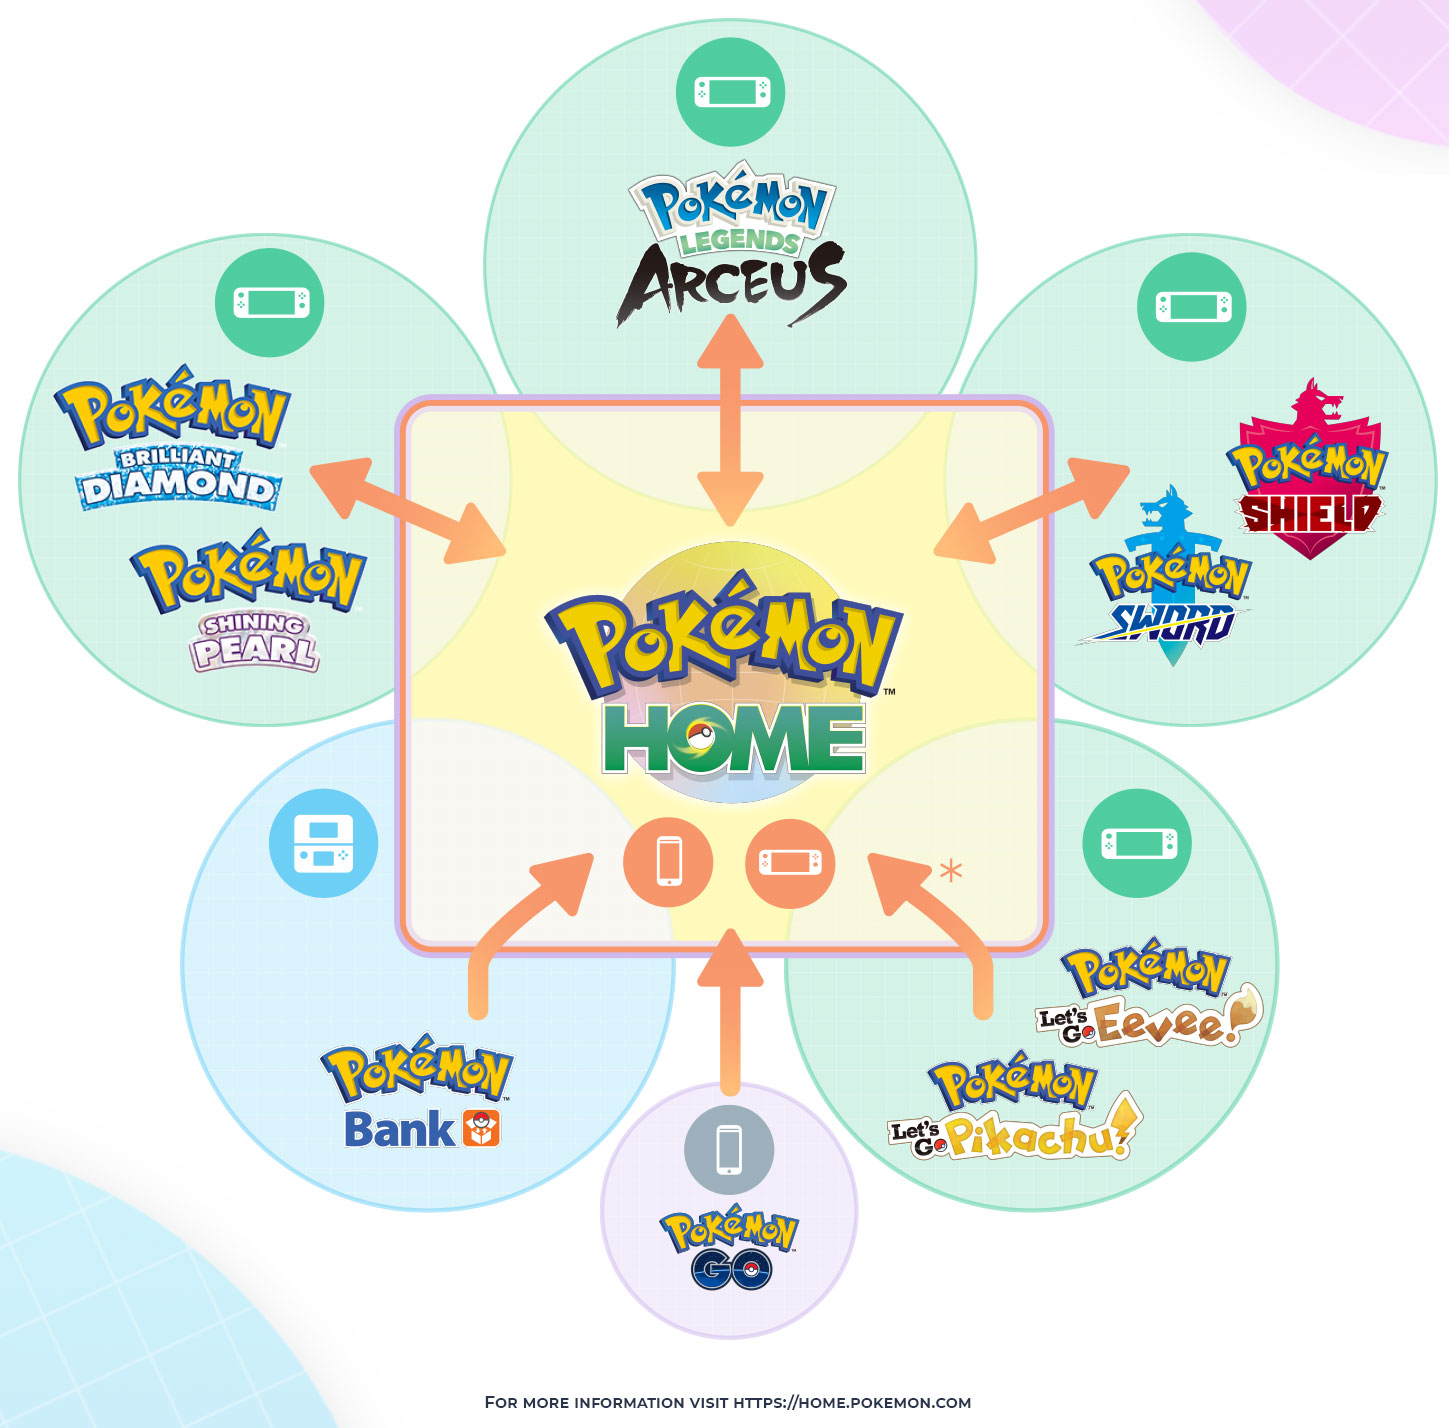 POKÉMON
LEGENDS
ARCEUS
POKÉMON
BRILLIANT
DIAMOND
POKÉMON
SHINING
PEARL
POKÉMON
SHIELD
POKÉMON
SWORD
POKÉMON™
HOME
*
POKÉMON
Let's
Go Eevee!
POKÉMON
Let's
Go Pikachu!
POKÉMON
Bank
POKÉMON
GO
FOR MORE INFORMATION VISIT HTTPS://HOME.POKEMON.COM